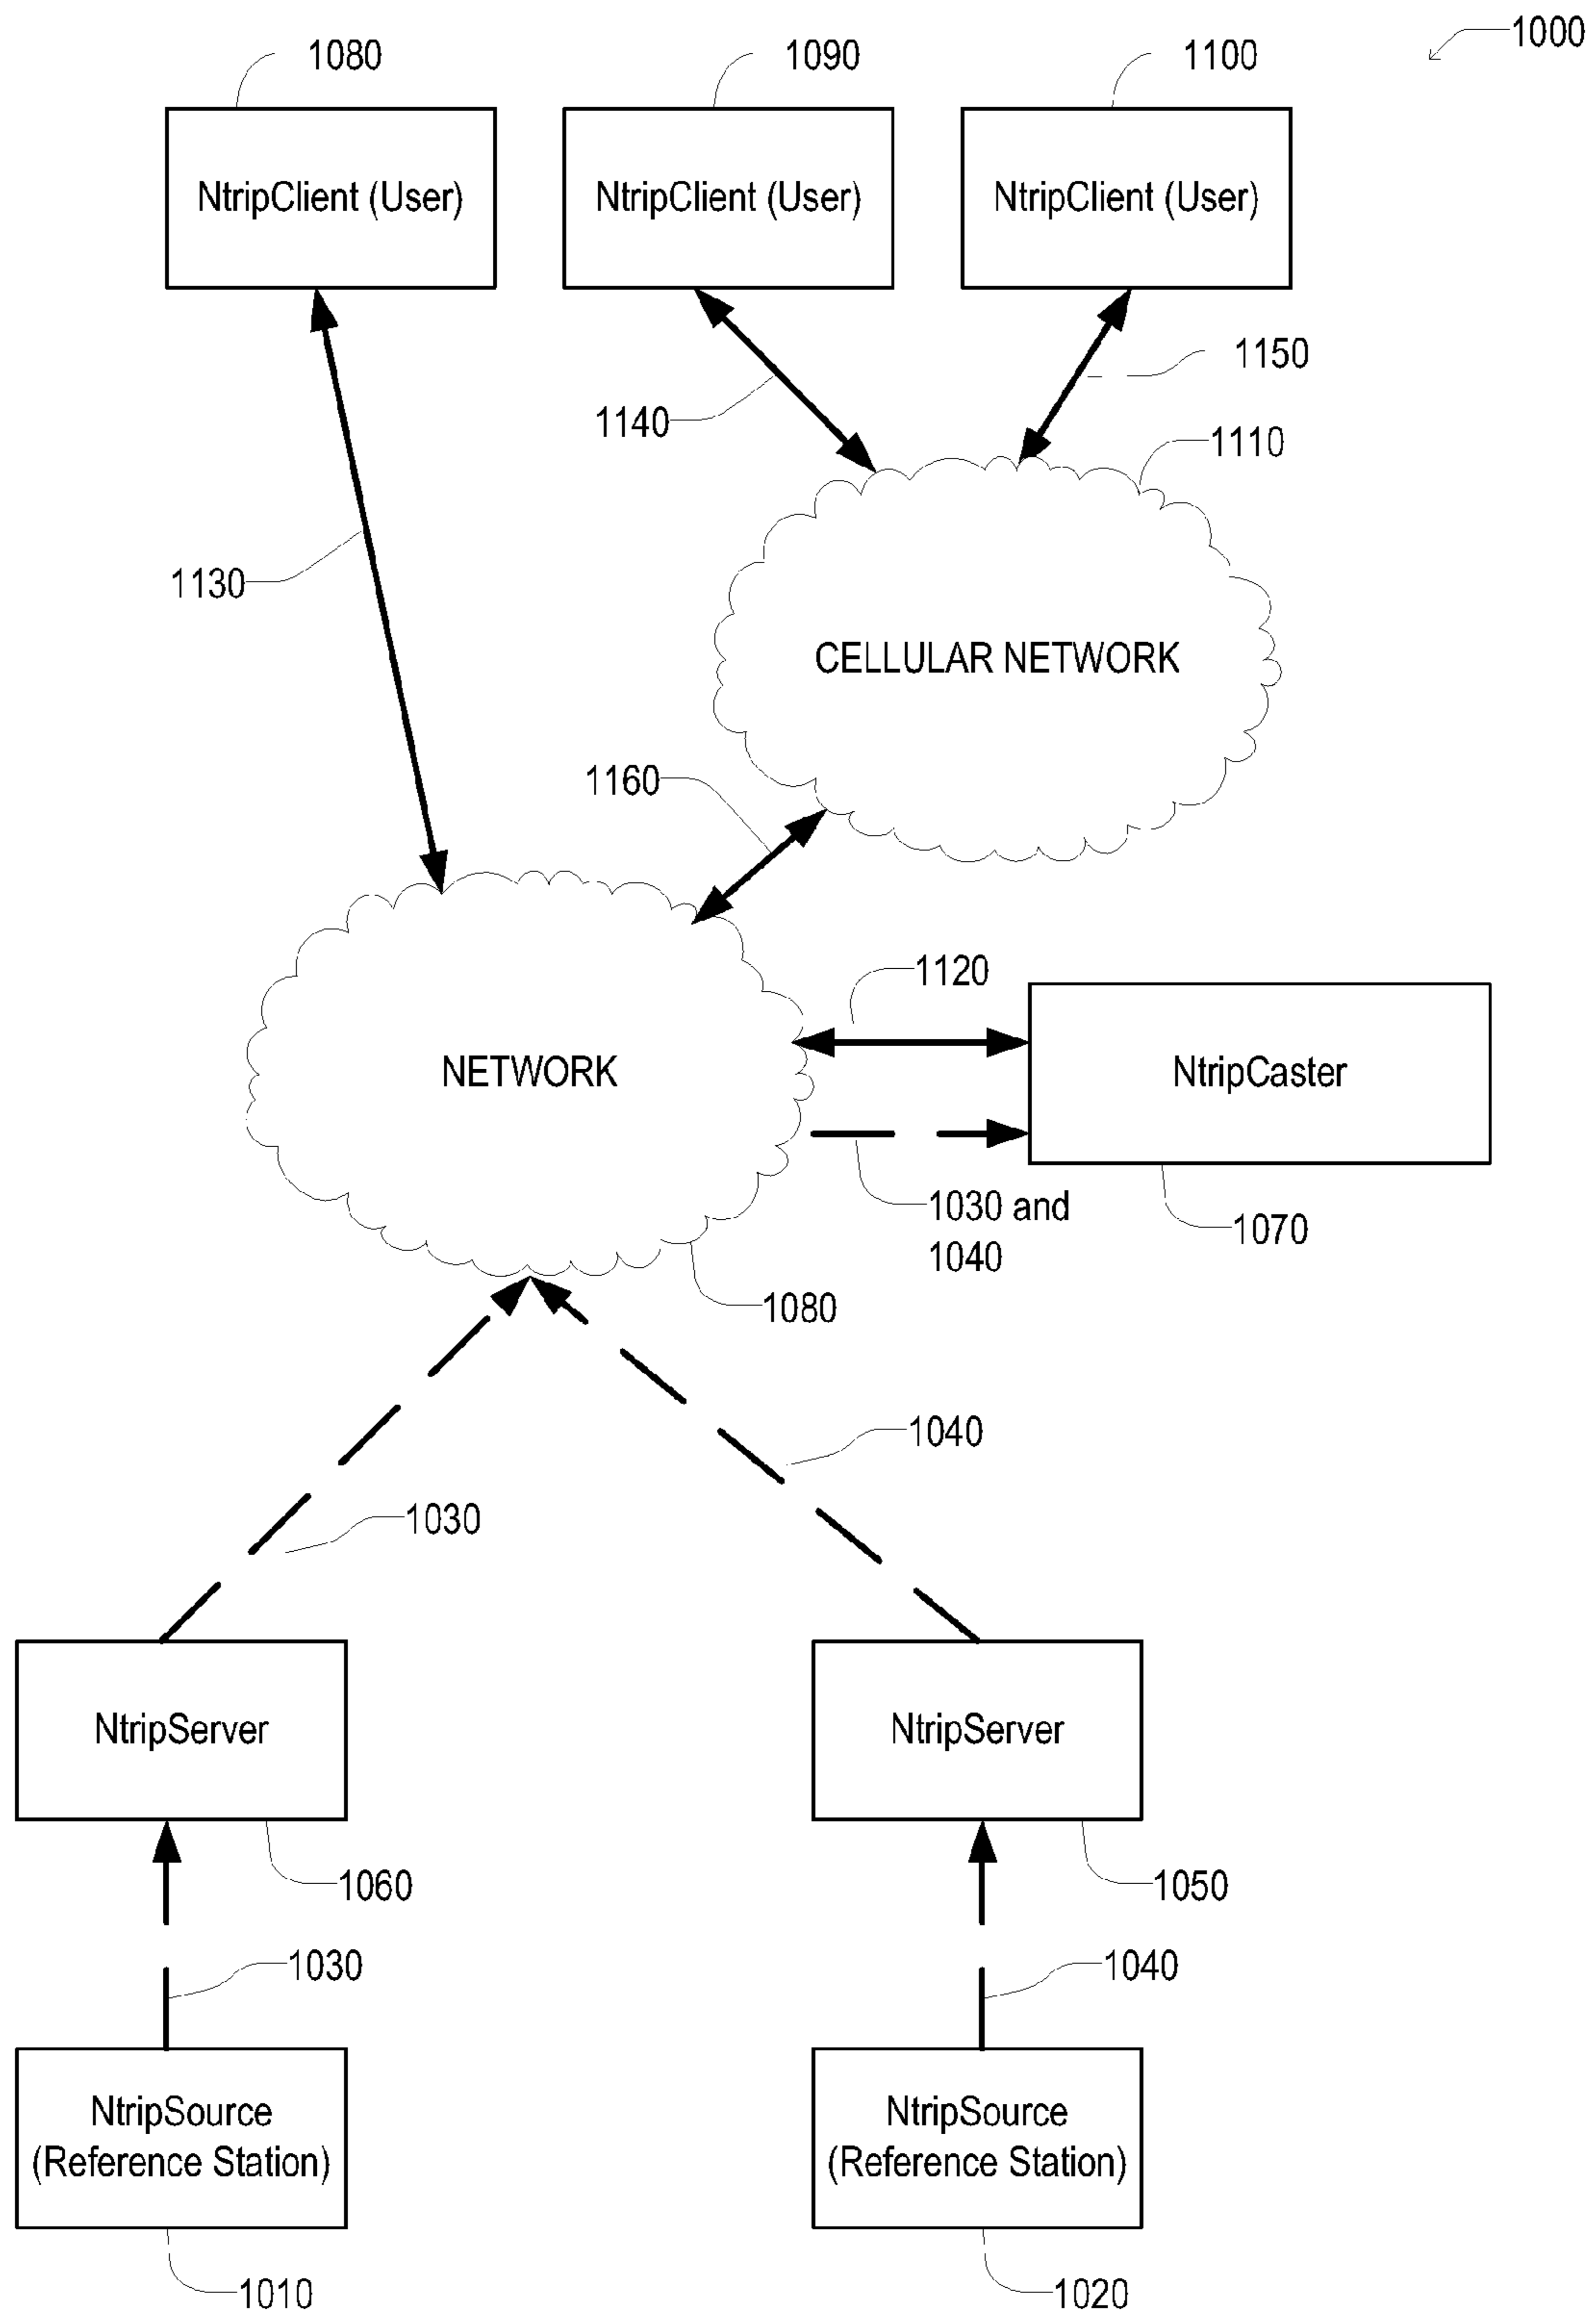 1000
1080
1090
1100
NtripClient (User)
NtripClient (User)
NtripClient (User)
1150
1140
1110
1130
CELLULAR NETWORK
1160
1120
NETWORK
NtripCaster
1030 and
1040
1070
1080
1040
1030
NtripServer
NtripServer
1060
1050
1030
1040
NtripSource
(Reference Station)
NtripSource
(Reference Station)
1010
1020